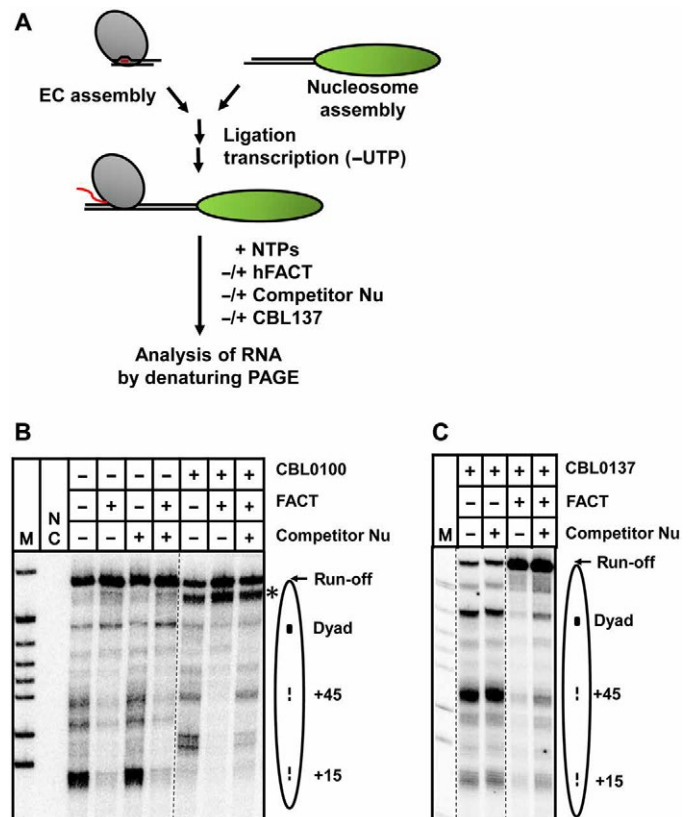 A
EC assembly
Nucleosome
assembly
Ligation
transcription (–UTP)
+ NTPs
–/+ hFACT
–/+ Competitor Nu
–/+ CBL137
Analysis of RNA
by denaturing PAGE
B
M
N
C
– – – – + + + CBL0100
– + – + – + + FACT
– – + + – – + Competitor Nu
Run-off
*
Dyad
+45
+15
C
M
+ + + + CBL0137
– – + + FACT
– + – + Competitor Nu
Run-off
Dyad
+45
+15